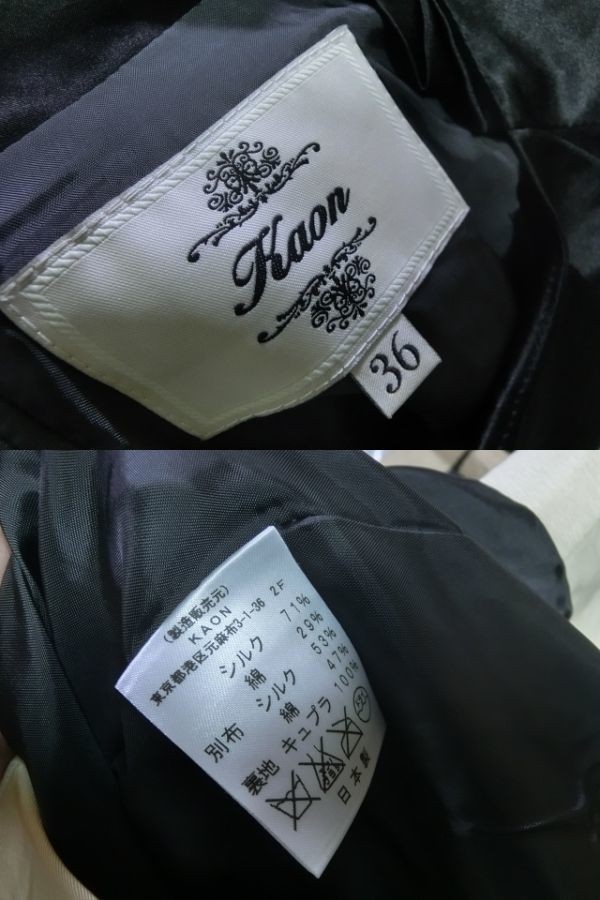 Kaon
36
(製造販売元)
KAON
東京都港区元麻布3-1-36 2F
シルク 71%
綿 29%
別布 シルク 53%
綿 47%
裏地 キュプラ 100%
日本製